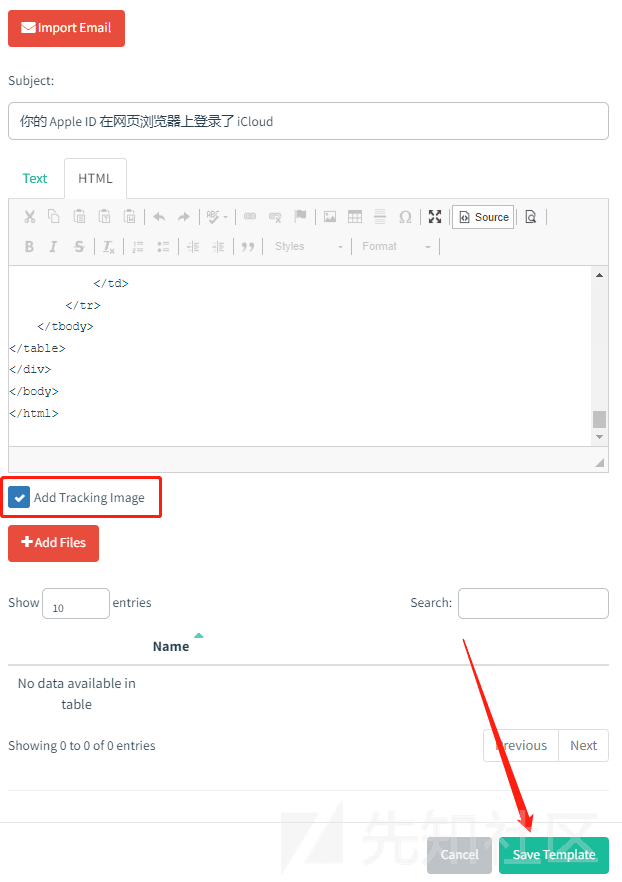 Import Email
Subject:
你的 Apple ID 在网页浏览器上登录了 iCloud
Text HTML
ABC Source
B I S Tx Styles Format
</td>
</tr>
</tbody>
</table>
</div>
</body>
</html>
Add Tracking Image
Add Files
Show 10 entries Search:
Name
No data available in
table
Showing 0 to 0 of 0 entries
Previous Next
先知社区
Cancel Save Template